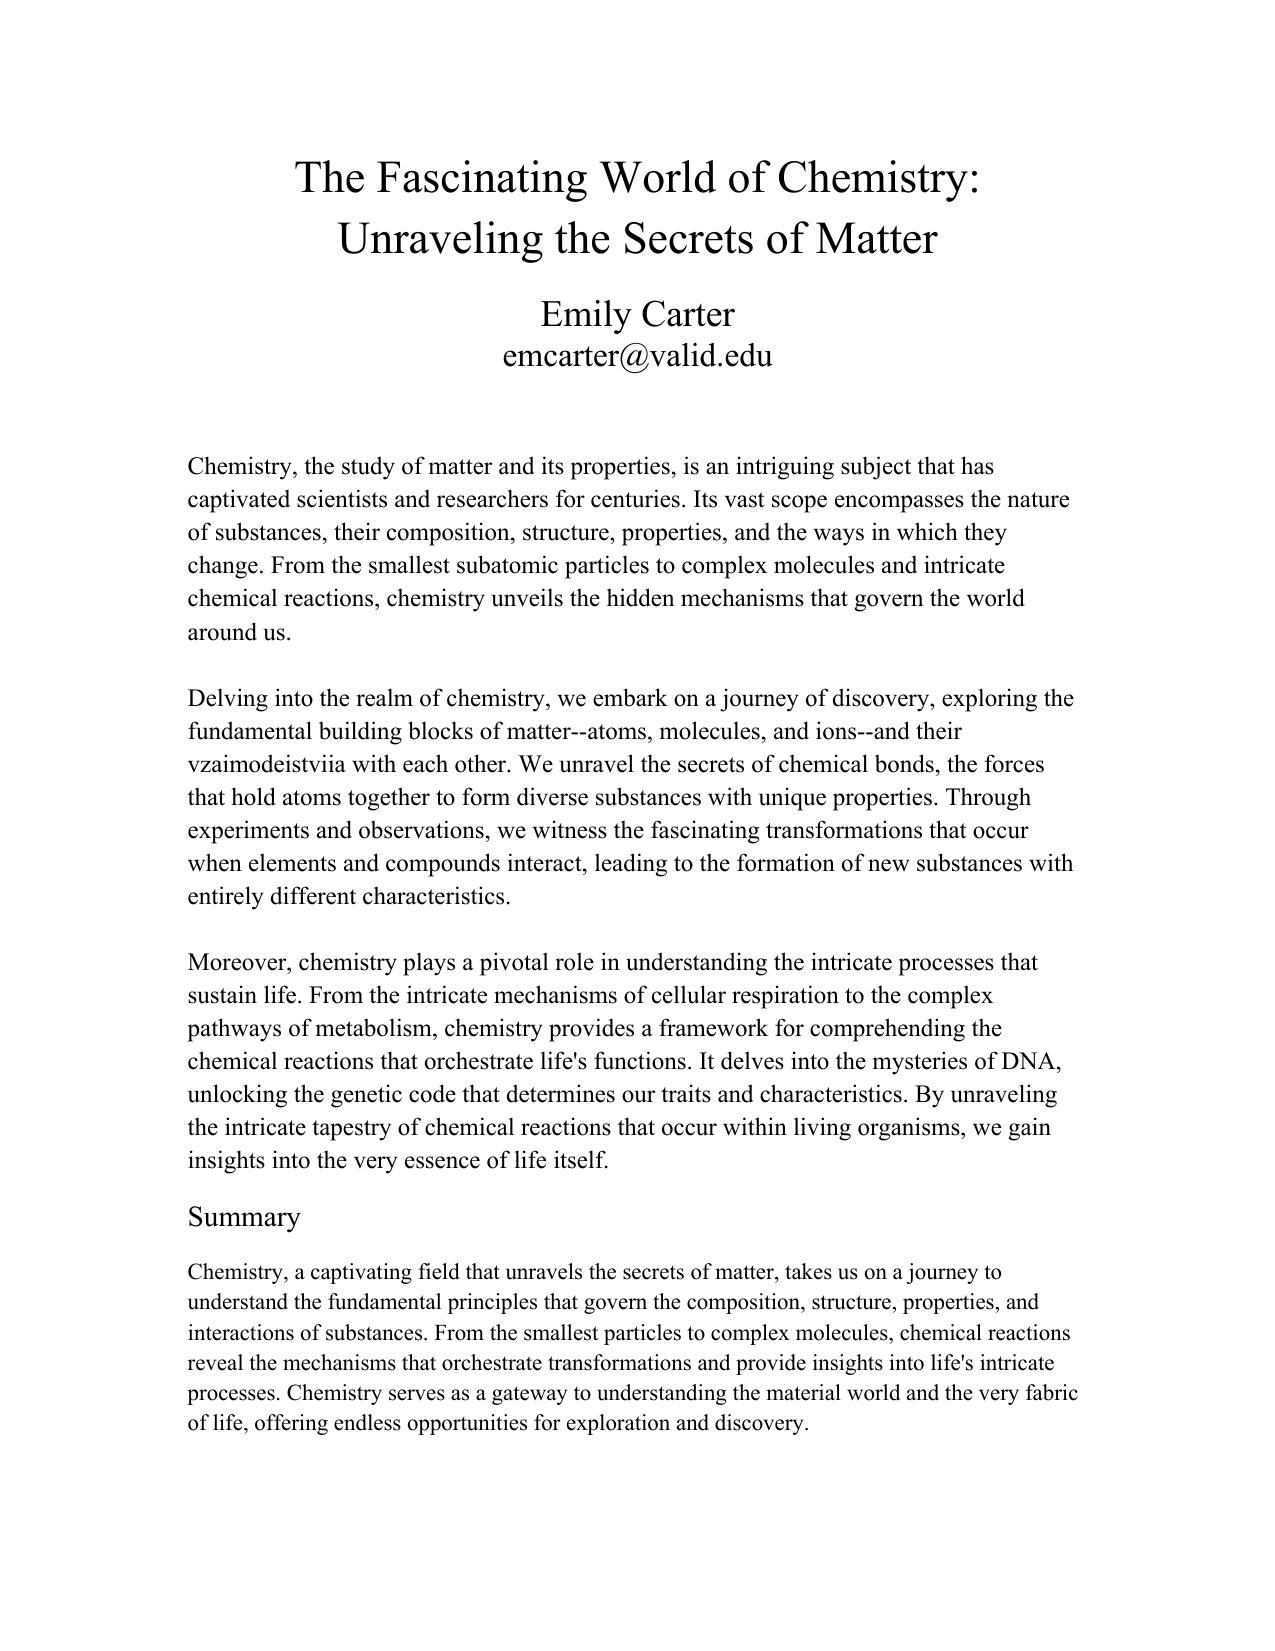 The Fascinating World of Chemistry:
Unraveling the Secrets of Matter
Emily Carter
emcarter@valid.edu
Chemistry, the study of matter and its properties, is an intriguing subject that has
captivated scientists and researchers for centuries. Its vast scope encompasses the nature
of substances, their composition, structure, properties, and the ways in which they
change. From the smallest subatomic particles to complex molecules and intricate
chemical reactions, chemistry unveils the hidden mechanisms that govern the world
around us.
Delving into the realm of chemistry, we embark on a journey of discovery, exploring the
fundamental building blocks of matter--atoms, molecules, and ions--and their
vzaimodeistviia with each other. We unravel the secrets of chemical bonds, the forces
that hold atoms together to form diverse substances with unique properties. Through
experiments and observations, we witness the fascinating transformations that occur
when elements and compounds interact, leading to the formation of new substances with
entirely different characteristics.
Moreover, chemistry plays a pivotal role in understanding the intricate processes that
sustain life. From the intricate mechanisms of cellular respiration to the complex
pathways of metabolism, chemistry provides a framework for comprehending the
chemical reactions that orchestrate life's functions. It delves into the mysteries of DNA,
unlocking the genetic code that determines our traits and characteristics. By unraveling
the intricate tapestry of chemical reactions that occur within living organisms, we gain
insights into the very essence of life itself.
Summary
Chemistry, a captivating field that unravels the secrets of matter, takes us on a journey to
understand the fundamental principles that govern the composition, structure, properties, and
interactions of substances. From the smallest particles to complex molecules, chemical reactions
reveal the mechanisms that orchestrate transformations and provide insights into life's intricate
processes. Chemistry serves as a gateway to understanding the material world and the very fabric
of life, offering endless opportunities for exploration and discovery.